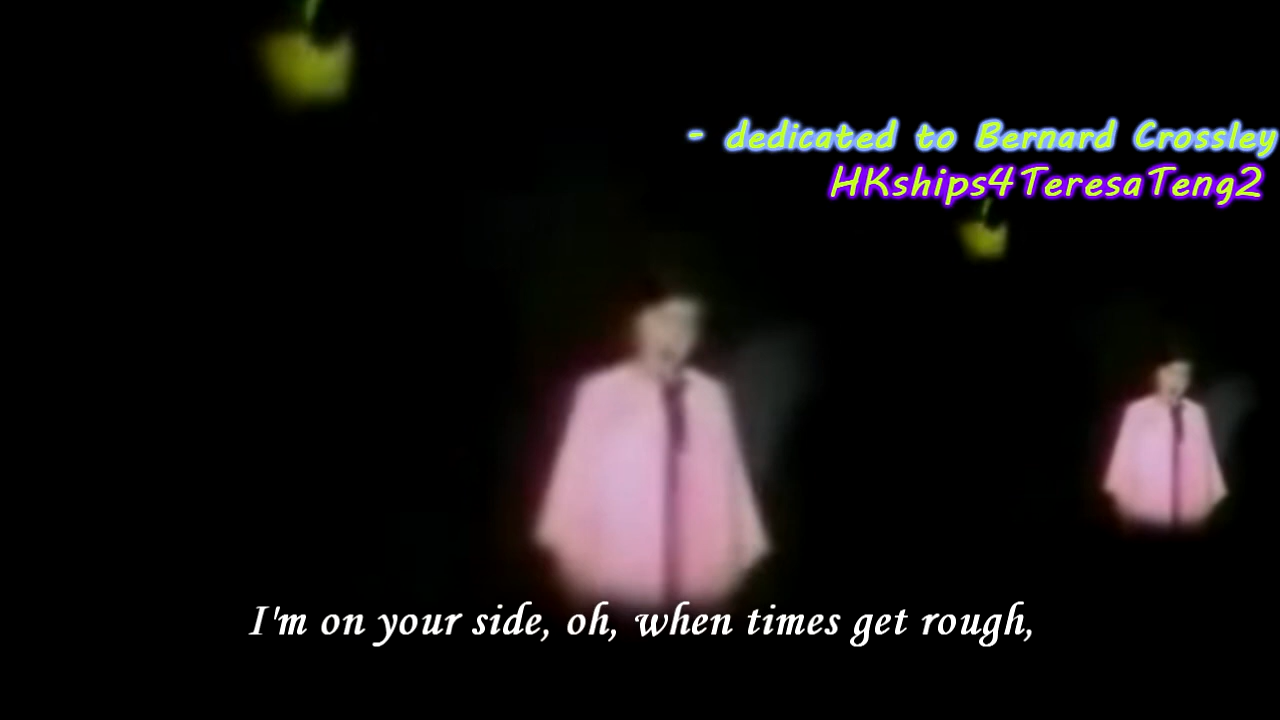 - dedicated to Bernard Crossley
HKships4TeresaTeng2
I'm on your side, oh, when times get rough,